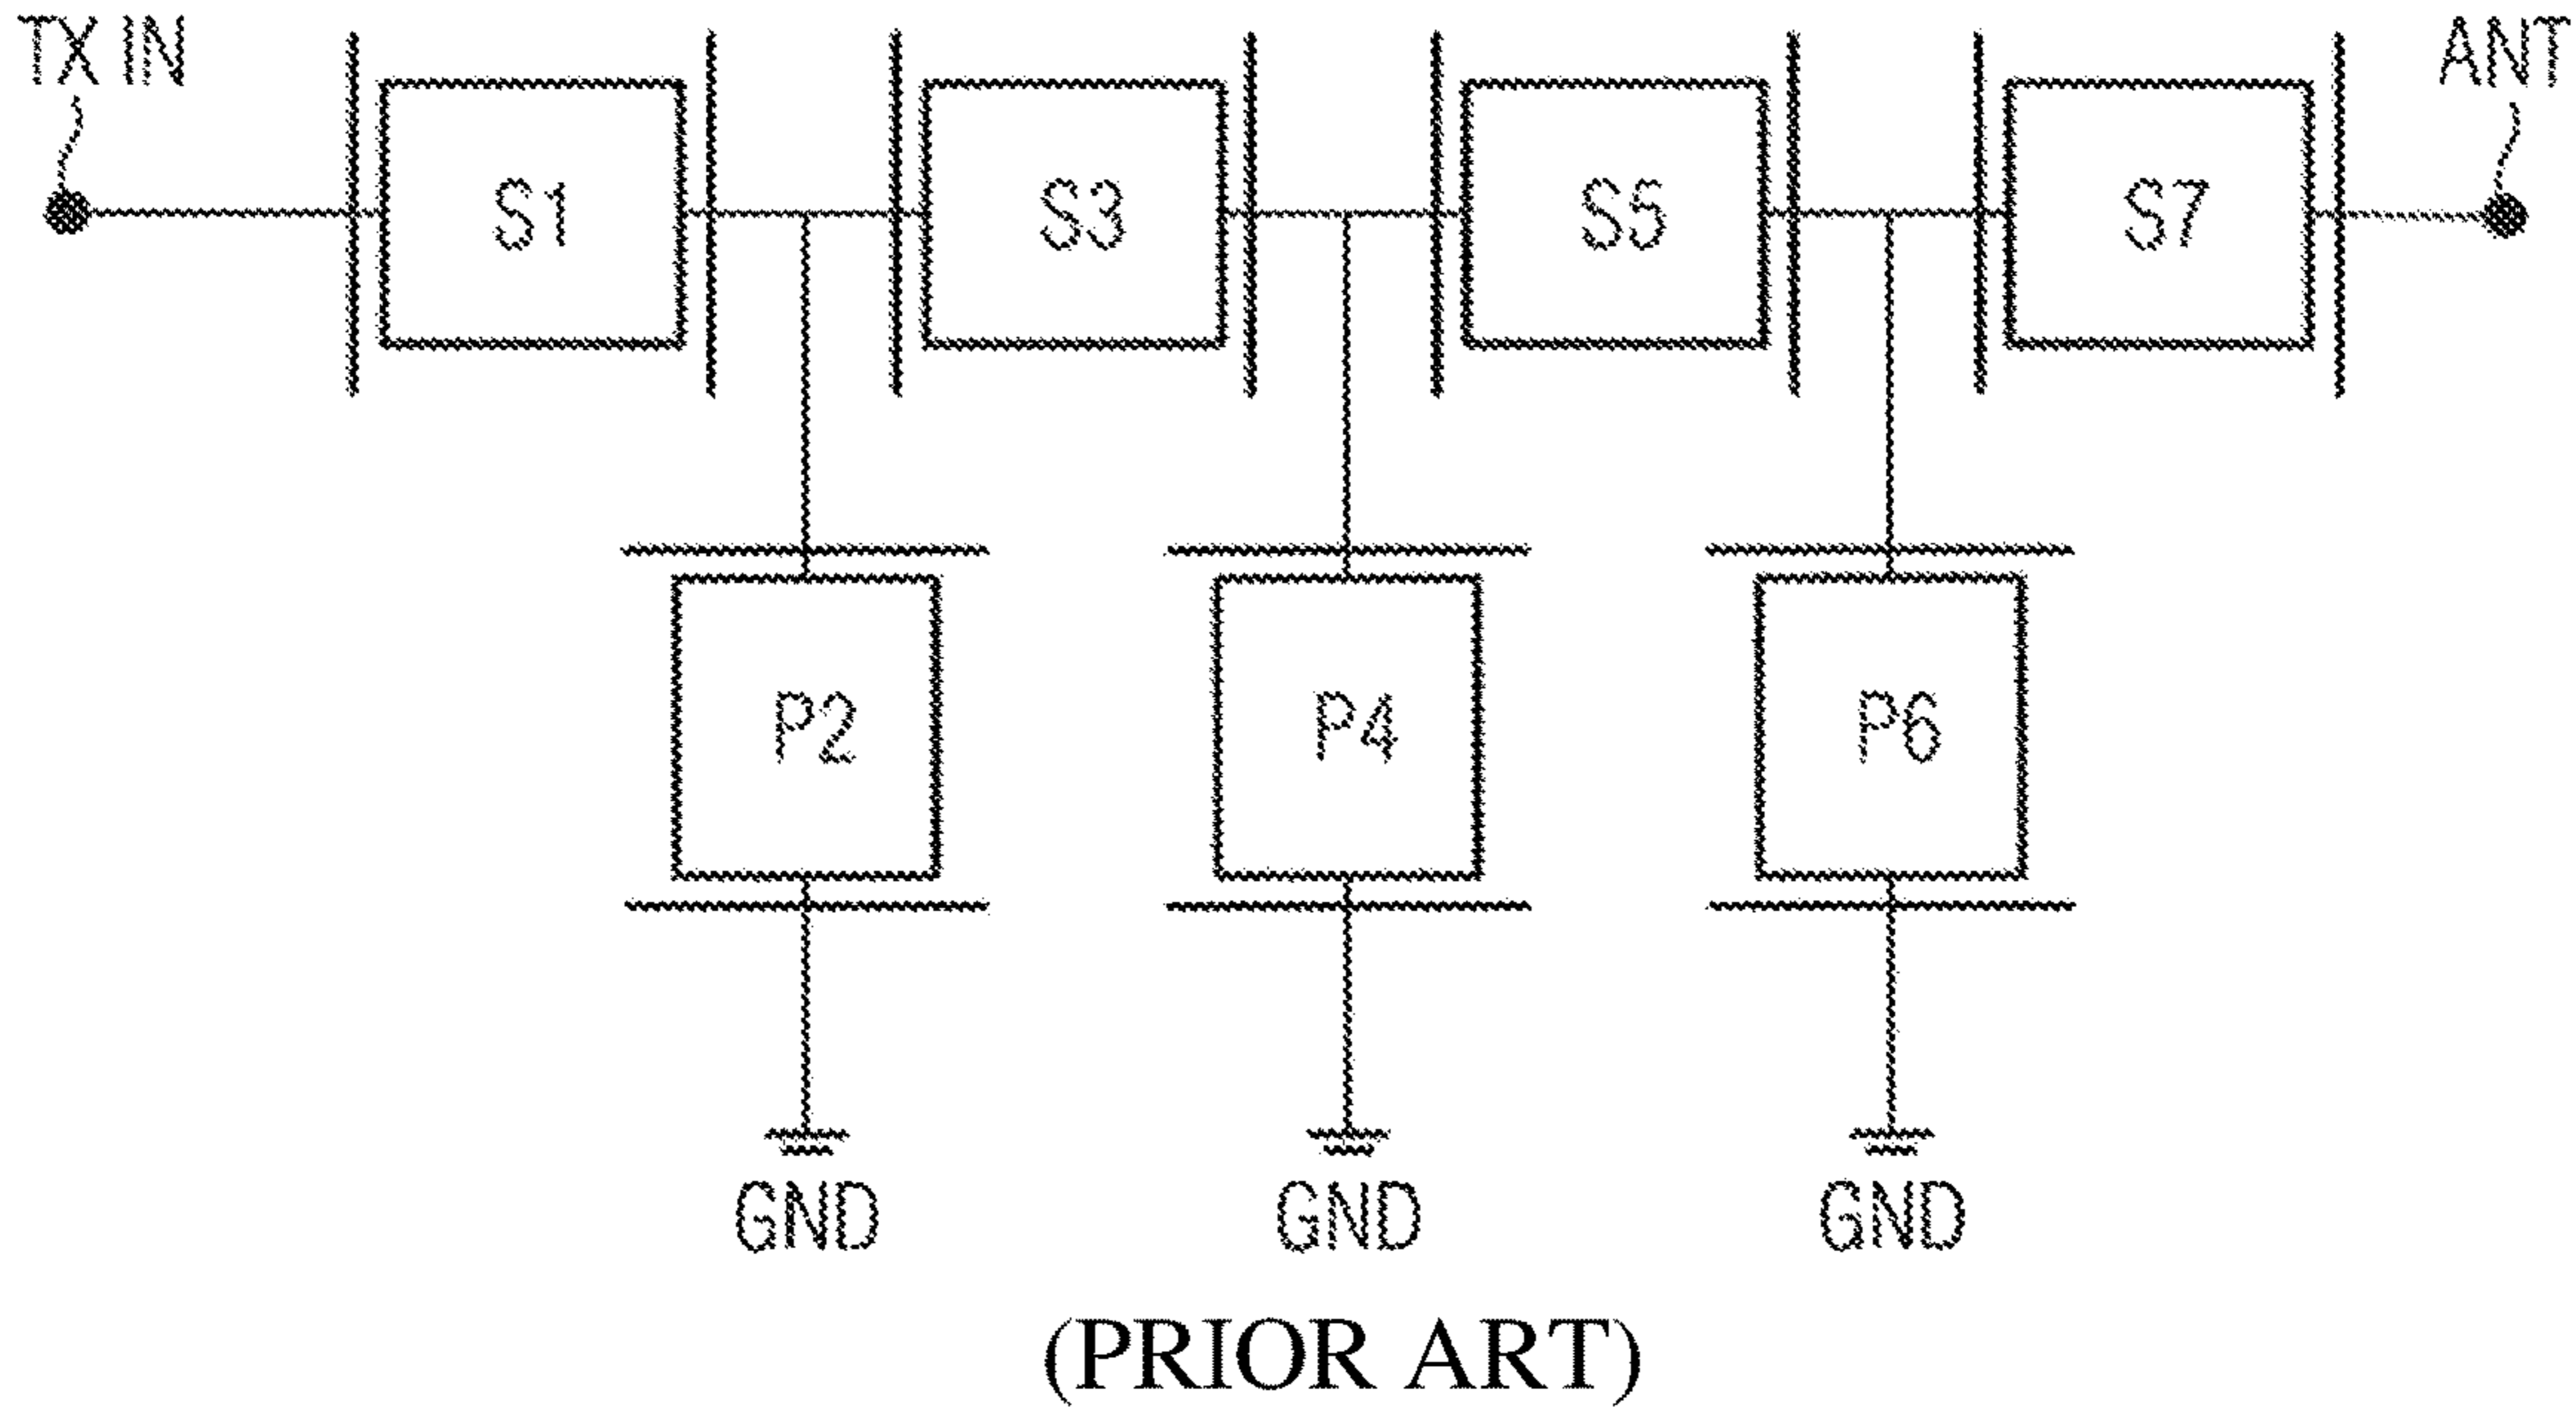 TX IN
ANT
S1
S3
S5
S7
P2
P4
P6
GND
GND
GND
(PRIOR ART)